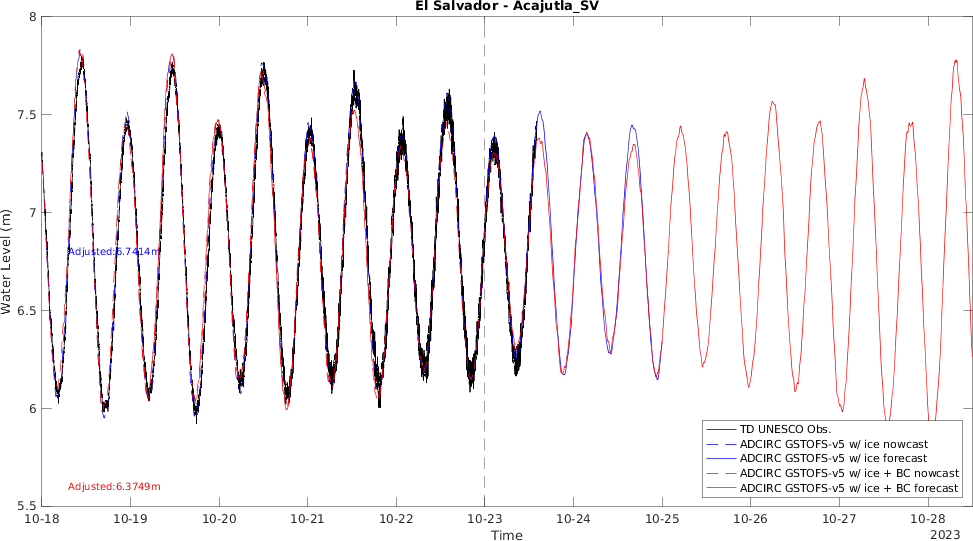 El Salvador - Acajutla_SV
8
7.5
7
6.5
6
5.5
Water Level (m)
Adjusted:6.7414m
Adjusted:6.3749m
TD UNESCO Obs.
ADCIRC GSTOFS-v5 w/ ice nowcast
ADCIRC GSTOFS-v5 w/ ice forecast
ADCIRC GSTOFS-v5 w/ ice + BC nowcast
ADCIRC GSTOFS-v5 w/ ice + BC forecast
10-18 10-19 10-20 10-21 10-22 10-23 10-24 10-25 10-26 10-27 10-28
Time
2023